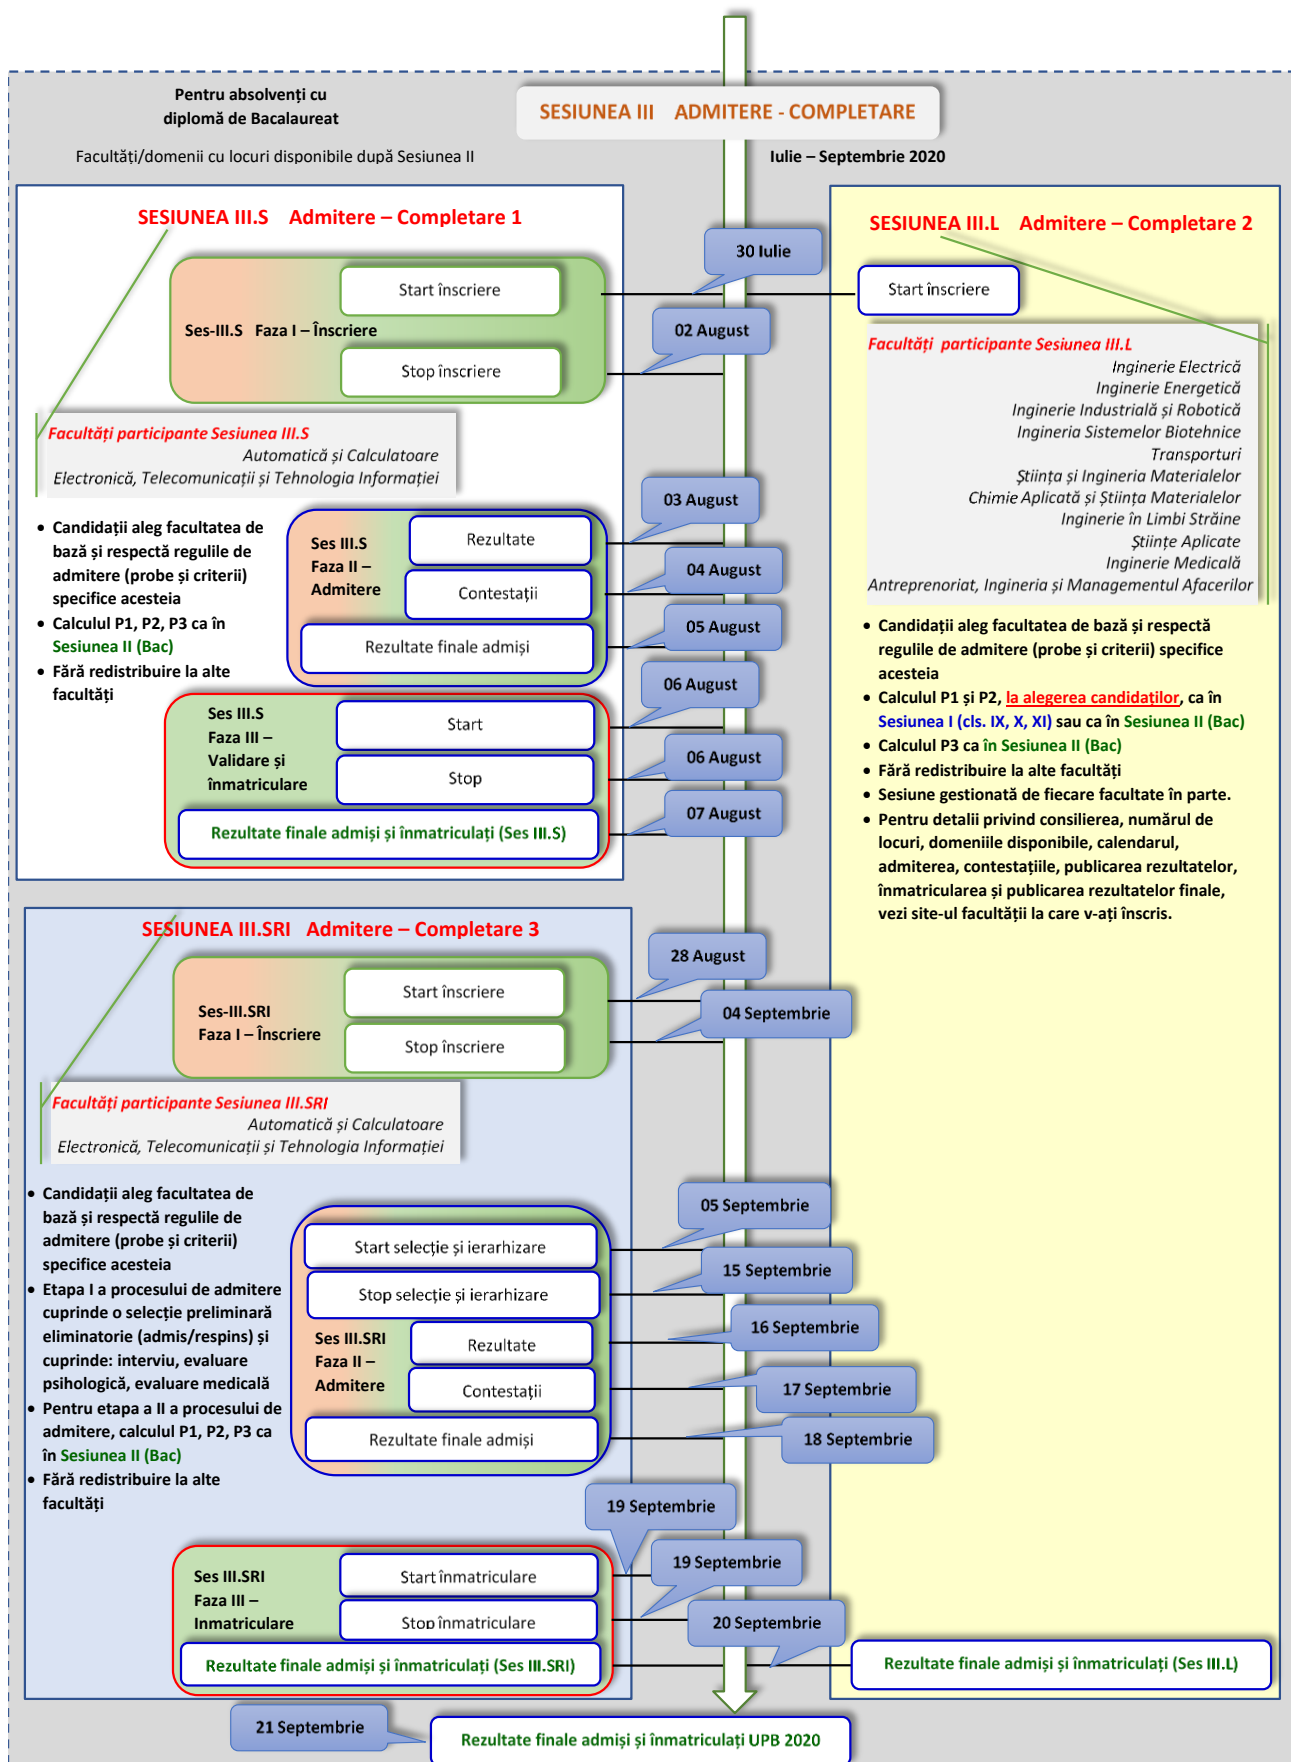 Pentru absolvenți cu
diplomă de Bacalaureat
SESIUNEA III ADMITERE - COMPLETARE
Facultăți/domenii cu locuri disponibile după Sesiunea II
Iulie – Septembrie 2020
SESIUNEA III.S Admitere – Completare 1
30 Iulie
Start înscriere
Ses-III.S Faza I – Înscriere
02 August
Stop înscriere
Facultăți participante Sesiunea III.S
Automatică și Calculatoare
Electronică, Telecomunicații și Tehnologia Informației
• Candidații aleg facultatea de
bază și respectă regulile de
admitere (probe și criterii)
specifice acesteia
• Calculul P1, P2, P3 ca în
Sesiunea II (Bac)
• Fără redistribuire la alte
facultăți
Ses III.S
Faza II –
Admitere
Rezultate
03 August
Contestații
04 August
Rezultate finale admiși
05 August
Ses III.S
Faza III –
Validare și
înmatriculare
Start
06 August
Stop
06 August
Rezultate finale admiși și înmatriculați (Ses III.S)
07 August
SESIUNEA III.L Admitere – Completare 2
Start înscriere
Facultăți participante Sesiunea III.L
Inginerie Electrică
Inginerie Energetică
Inginerie Industrială și Robotică
Ingineria Sistemelor Biotehnice
Transporturi
Știința și Ingineria Materialelor
Chimie Aplicată și Știința Materialelor
Inginerie în Limbi Străine
Științe Aplicate
Inginerie Medicală
Antreprenoriat, Ingineria și Managementul Afacerilor
• Candidații aleg facultatea de bază și respectă
regulile de admitere (probe și criterii) specifice
acesteia
• Calculul P1 și P2, la alegerea candidaților, ca în
Sesiunea I (cls. IX, X, XI) sau ca în Sesiunea II (Bac)
• Calculul P3 ca în Sesiunea II (Bac)
• Fără redistribuire la alte facultăți
• Sesiune gestionată de fiecare facultate în parte.
• Pentru detalii privind consilierea, numărul de
locuri, domeniile disponibile, calendarul,
admiterea, contestațiile, publicarea rezultatelor,
înmatricularea și publicarea rezultatelor finale,
vezi site-ul facultății la care v-ați înscris.
SESIUNEA III.SRI Admitere – Completare 3
Ses-III.SRI
Faza I – Înscriere
Start înscriere
28 August
Stop înscriere
04 Septembrie
Facultăți participante Sesiunea III.SRI
Automatică și Calculatoare
Electronică, Telecomunicații și Tehnologia Informației
• Candidații aleg facultatea de
bază și respectă regulile de
admitere (probe și criterii)
specifice acesteia
• Etapa I a procesului de admitere
cuprinde o selecție preliminară
eliminatorie (admis/respins) și
cuprinde: interviu, evaluare
psihologică, evaluare medicală
• Pentru etapa a II a procesului de
admitere, calculul P1, P2, P3 ca
în Sesiunea II (Bac)
• Fără redistribuire la alte
facultăți
Start selecție și ierarhizare
05 Septembrie
Stop selecție și ierarhizare
15 Septembrie
Ses III.SRI
Faza II –
Admitere
Rezultate
16 Septembrie
Contestații
17 Septembrie
Rezultate finale admiși
18 Septembrie
Ses III.SRI
Faza III –
Inmatriculare
Start înmatriculare
19 Septembrie
Stop înmatriculare
19 Septembrie
Rezultate finale admiși și înmatriculați (Ses III.SRI)
20 Septembrie
Rezultate finale admiși și înmatriculați (Ses III.L)
21 Septembrie
Rezultate finale admiși și înmatriculați UPB 2020